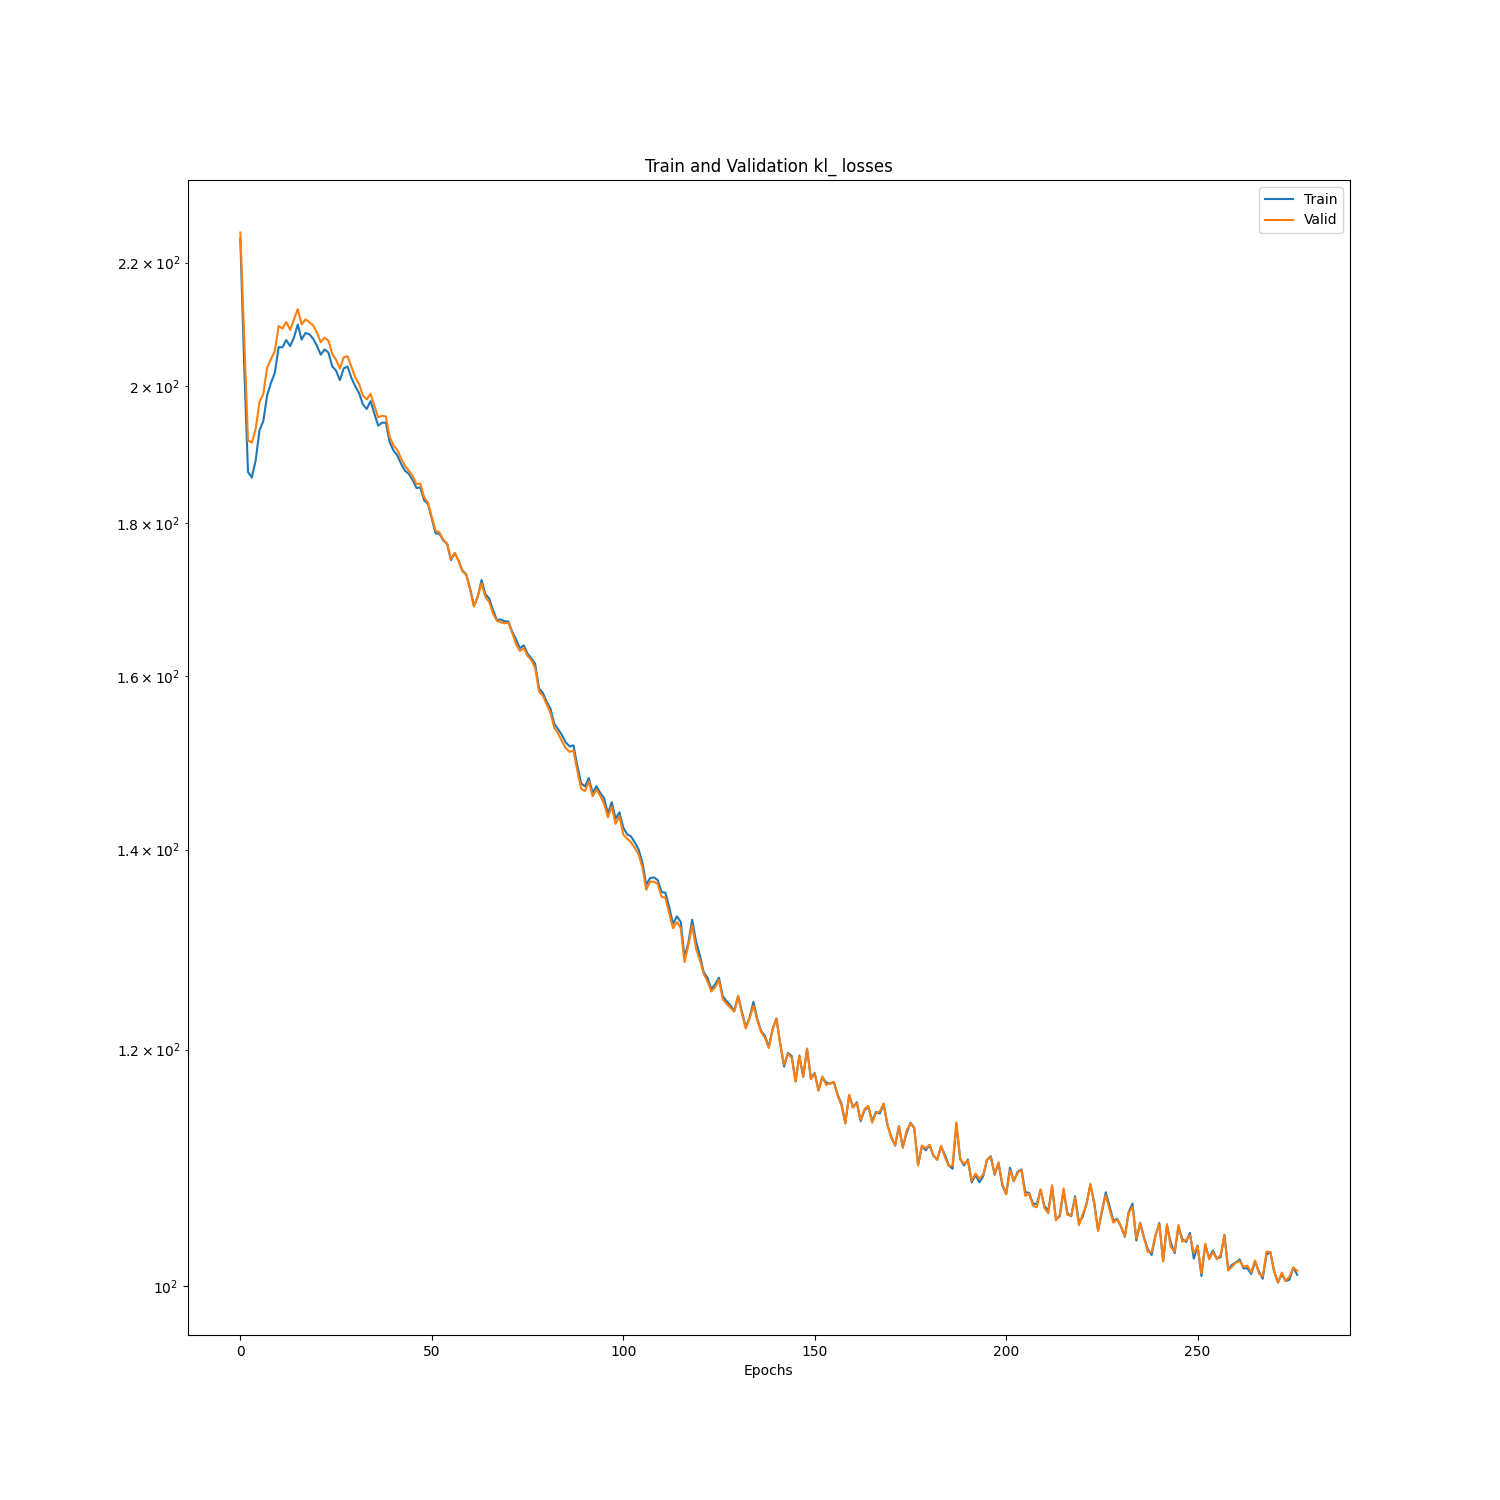 Train and Validation kl_ losses
Train
Valid
2.2 × 10²
2 × 10²
1.8 × 10²
1.6 × 10²
1.4 × 10²
1.2 × 10²
10²
0 50 100 150 200 250
Epochs